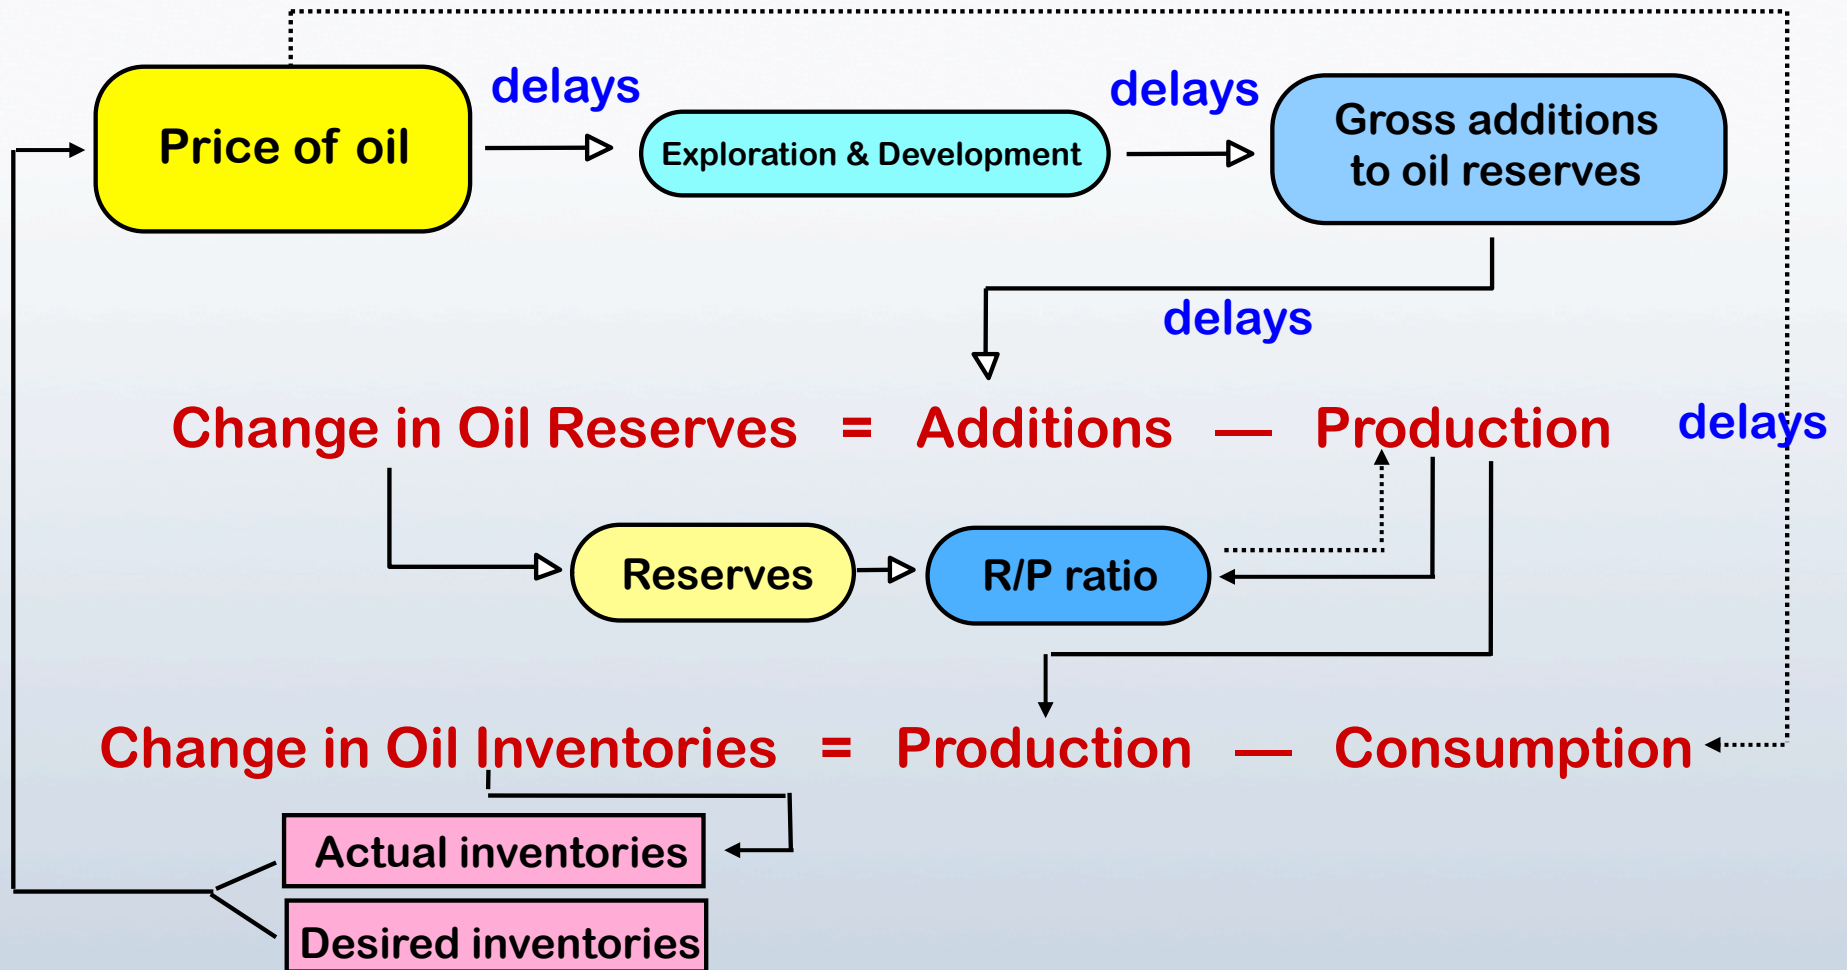 delays
delays
Price of oil
Exploration & Development
Gross additions
to oil reserves
delays
Change in Oil Reserves = Additions — Production
delays
Reserves
R/P ratio
Change in Oil Inventories = Production — Consumption
Actual inventories
Desired inventories